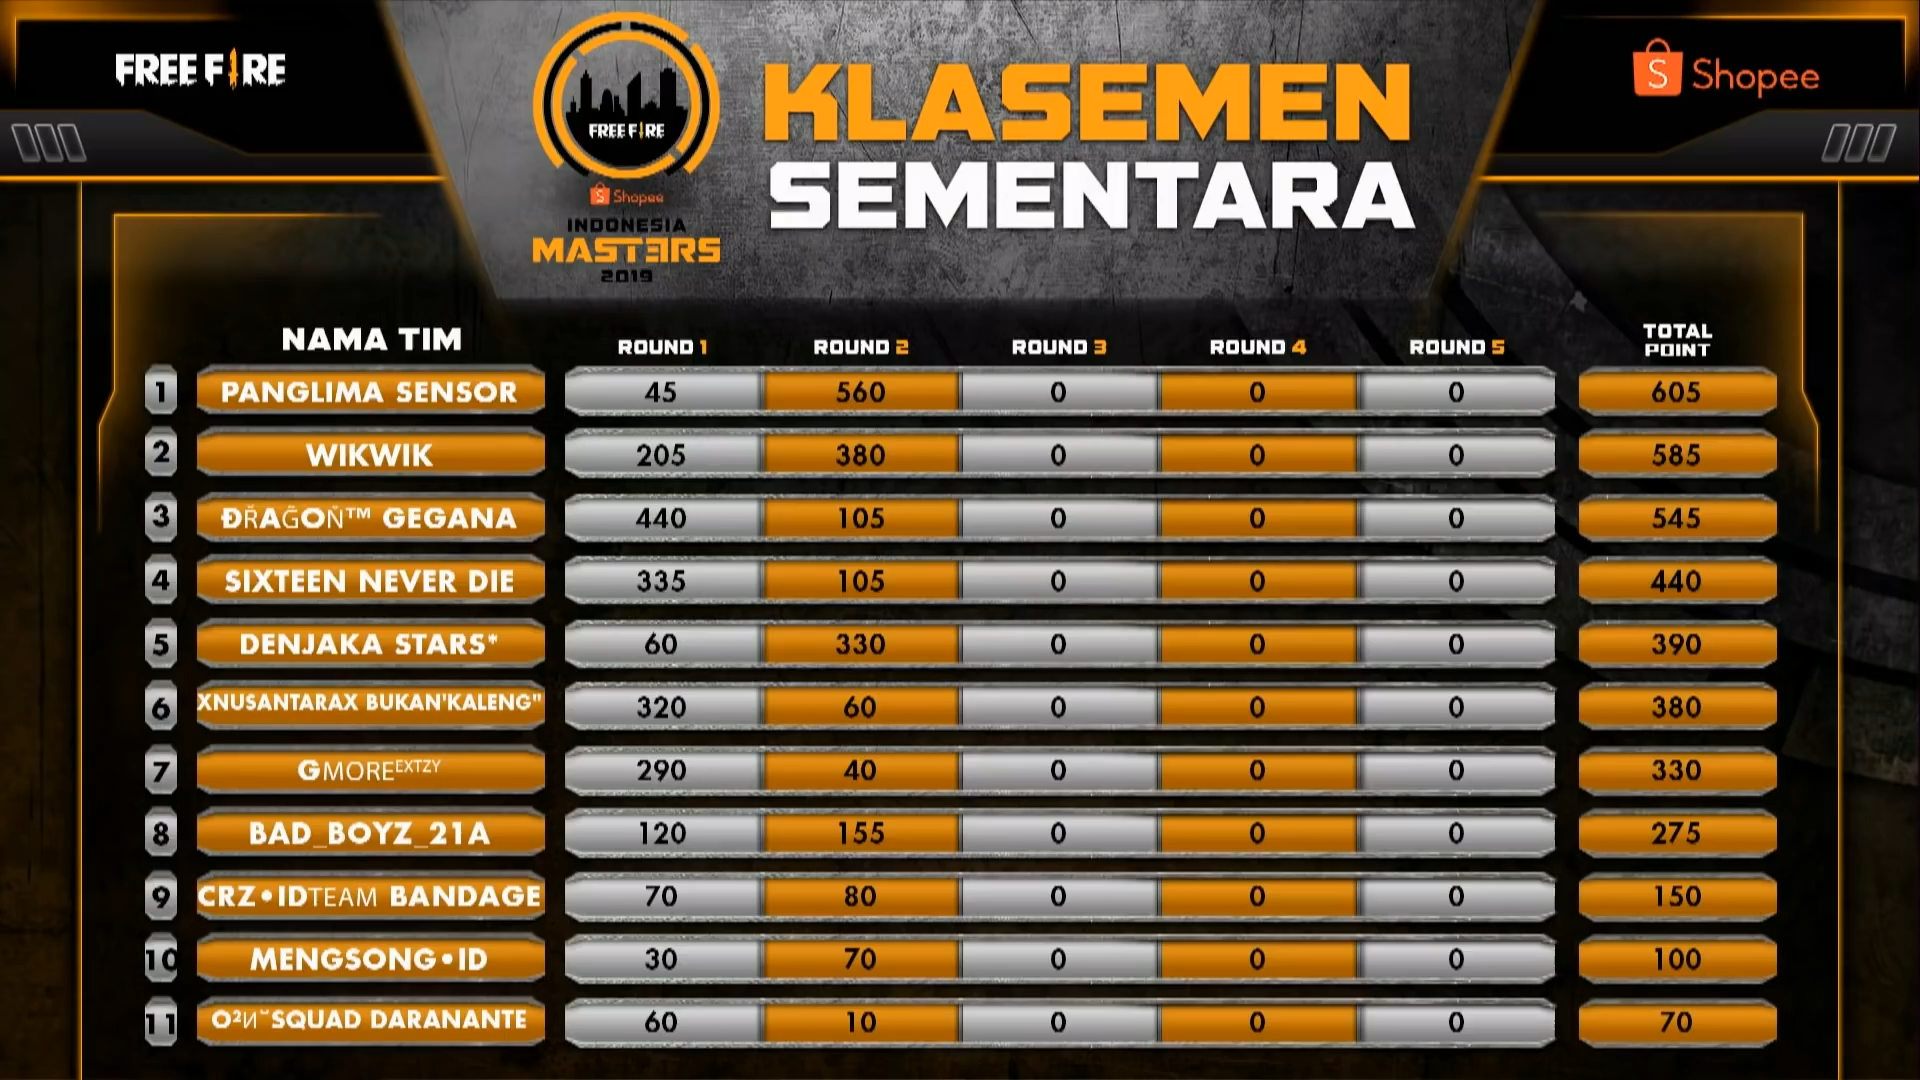 FREE FIRE
FREE FIRE
Shopee
INDONESIA
MASTERS
2019
KLASEMEN
SEMENTARA
Shopee
NAMA TIM ROUND 1 ROUND 2 ROUND 3 ROUND 4 ROUND 5 TOTAL POINT
1 PANGLIMA SENSOR 45 560 0 0 0 605
2 WIKWIK 205 380 0 0 0 585
3 ĐŘAĞOŇ™ GEGANA 440 105 0 0 0 545
4 SIXTEEN NEVER DIE 335 105 0 0 0 440
5 DENJAKA STARS* 60 330 0 0 0 390
6 XNUSANTARAX BUKAN'KALENG" 320 60 0 0 0 380
7 GMOREᴱˣᵀᶻʸ 290 40 0 0 0 330
8 BAD_BOYZ_21A 120 155 0 0 0 275
9 CRZ•IDTEAM BANDAGE 70 80 0 0 0 150
10 MENGSONG•ID 30 70 0 0 0 100
11 O²И˜SQUAD DARANANTE 60 10 0 0 0 70